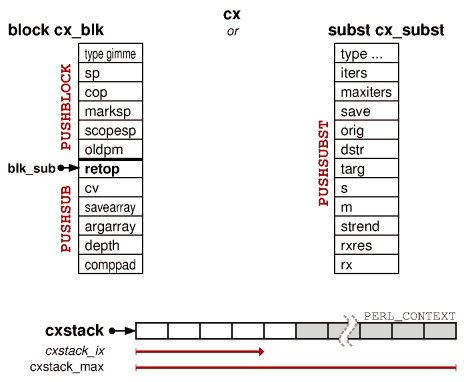 cx
block cx_blk
or
subst cx_subst
PUSHBLOCK
type gimme
sp
cop
marksp
scopesp
oldpm
blk_sub
retop
PUSHSUB
cv
savearray
argarray
depth
comppad
PUSHSUBST
type ...
iters
maxiters
save
orig
dstr
targ
s
m
strend
rxres
rx
PERL_CONTEXT
cxstack
cxstack_ix
cxstack_max